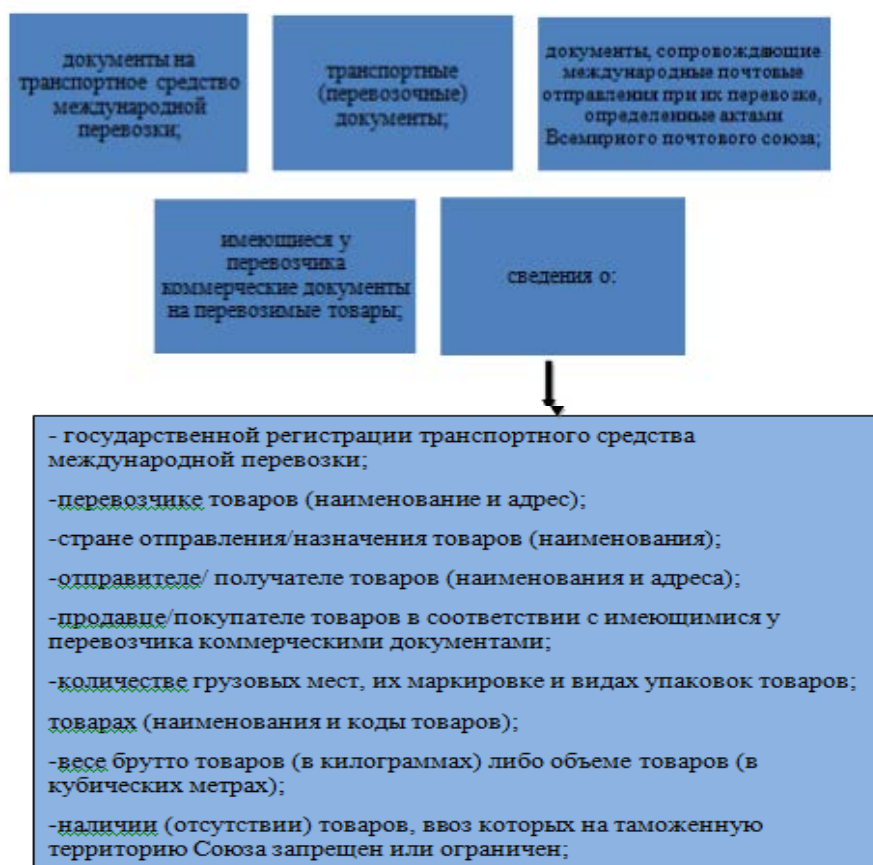 документы на
транспортное средство
международной
перевозки;
транспортные
(перевозочные)
документы;
документы, сопровождающие
международные почтовые
отправления при их перевозке,
определенные актами
Всемирного почтового союза;
имеющиеся у
перевозчика
коммерческие документы
на перевозимые товары;
сведения о:
- государственной регистрации транспортного средства
международной перевозки;
-перевозчике товаров (наименование и адрес);
-стране отправления/назначения товаров (наименования);
-отправителе/ получателе товаров (наименования и адреса);
-продавце/покупателе товаров в соответствии с имеющимися у
перевозчика коммерческими документами;
-количестве грузовых мест, их маркировке и видах упаковок товаров;
товарах (наименования и коды товаров);
-весе брутто товаров (в килограммах) либо объеме товаров (в
кубических метрах);
-наличии (отсутствии) товаров, ввоз которых на таможенную
территорию Союза запрещен или ограничен;